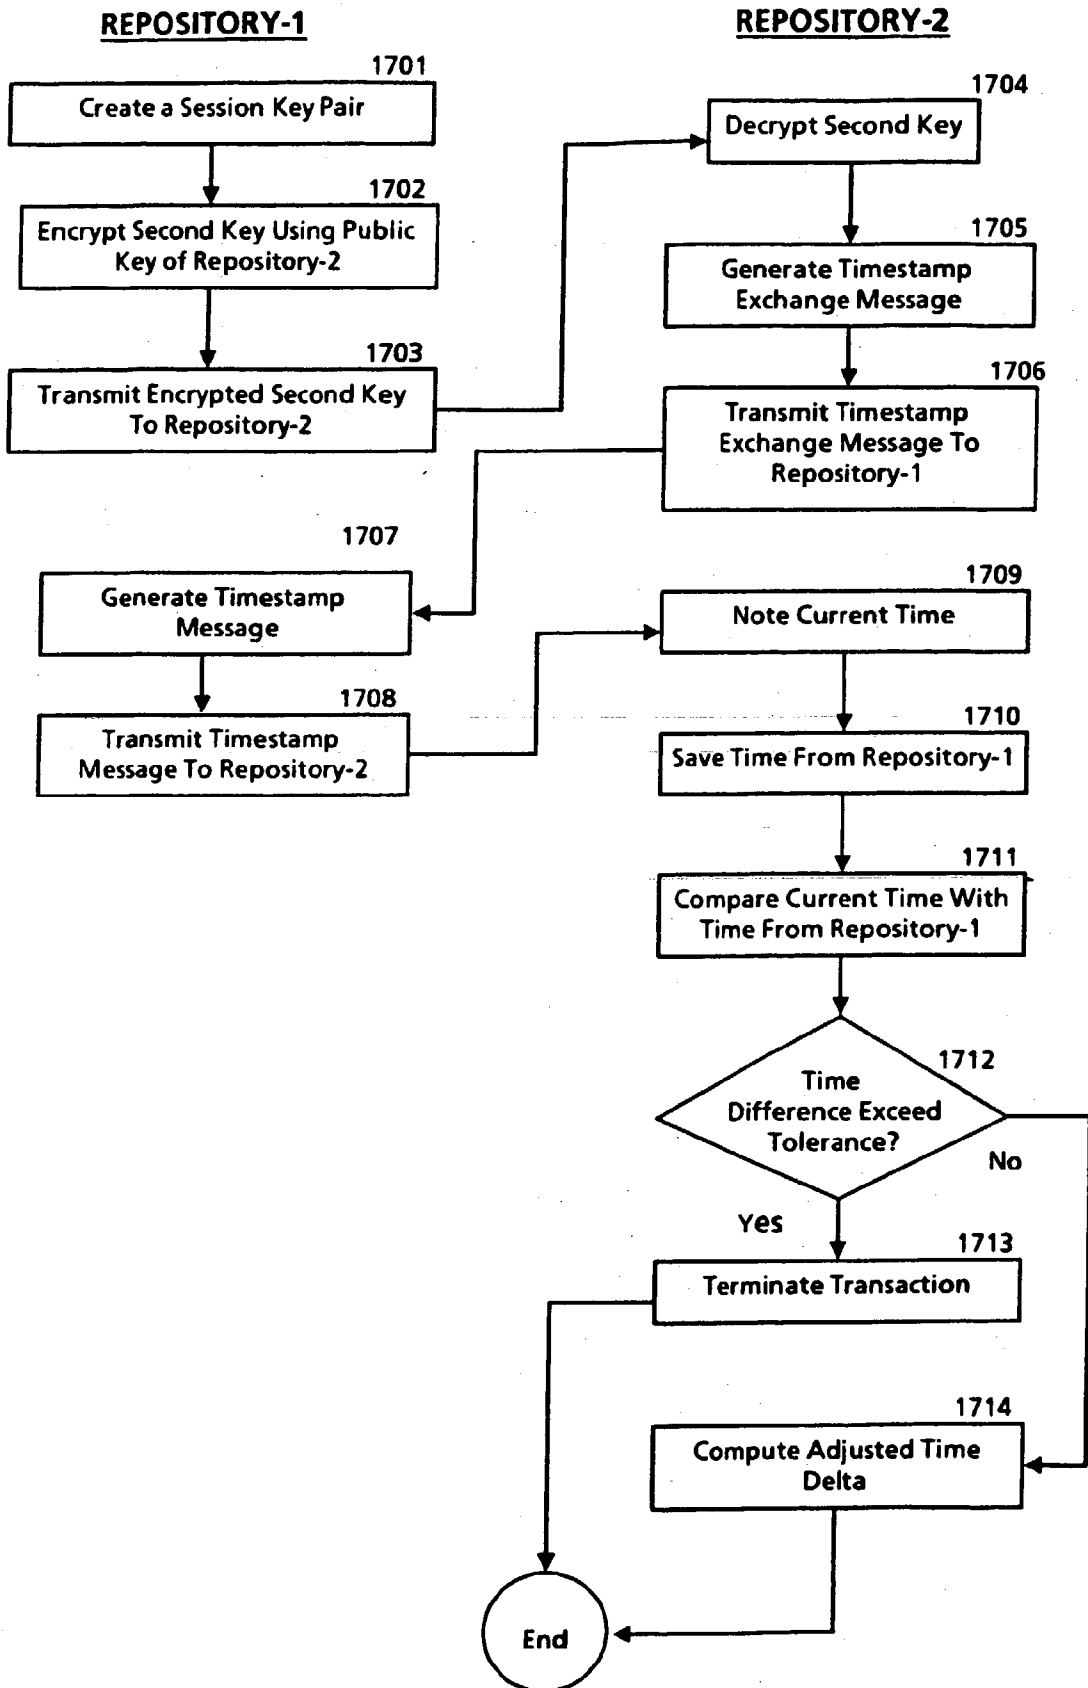 REPOSITORY-1
1701
Create a Session Key Pair
1702
Encrypt Second Key Using Public
Key of Repository-2
1703
Transmit Encrypted Second Key
To Repository-2
REPOSITORY-2
1704
Decrypt Second Key
1705
Generate Timestamp
Exchange Message
1706
Transmit Timestamp
Exchange Message To
Repository-1
1707
Generate Timestamp
Message
1708
Transmit Timestamp
Message To Repository-2
1709
Note Current Time
1710
Save Time From Repository-1
1711
Compare Current Time With
Time From Repository-1
1712
Time
Difference Exceed
Tolerance?
No
Yes
1713
Terminate Transaction
1714
Compute Adjusted Time
Delta
End